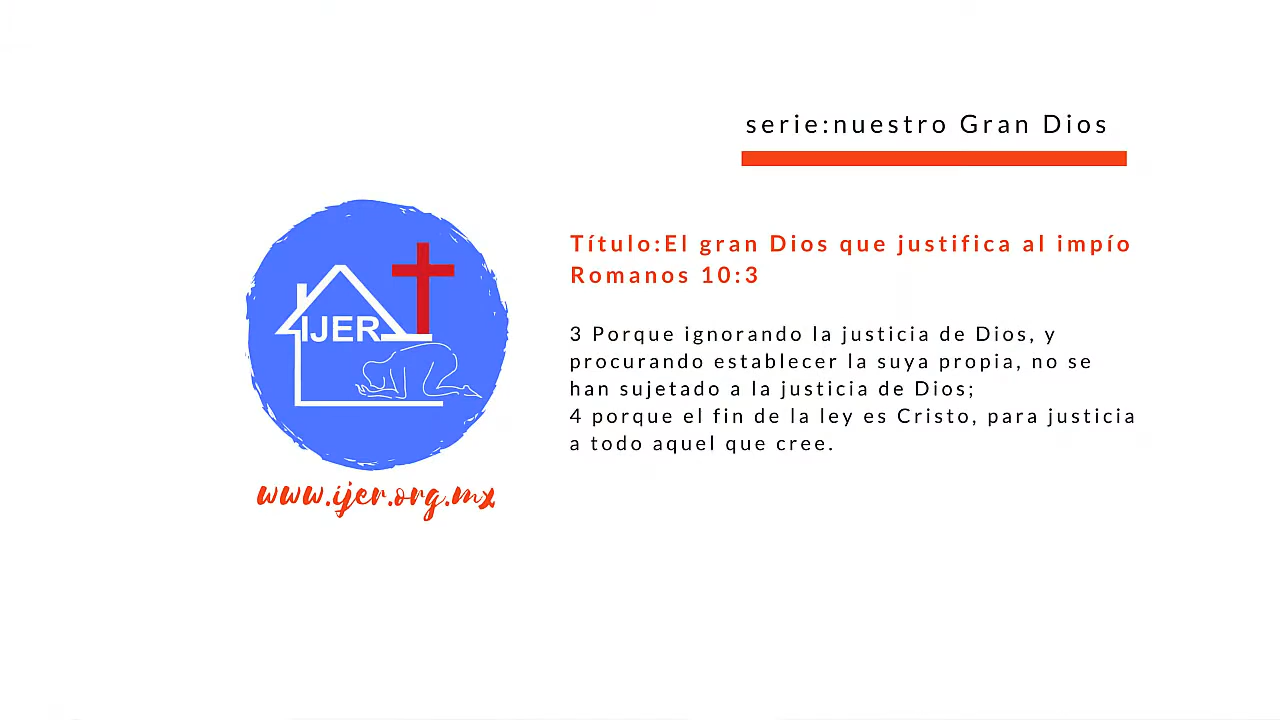 serie:nuestro Gran Dios
Título:El gran Dios que justifica al impío
Romanos 10:3
3 Porque ignorando la justicia de Dios, y
procurando establecer la suya propia, no se
han sujetado a la justicia de Dios;
4 porque el fin de la ley es Cristo, para justicia
a todo aquel que cree.
IJER
www.ijer.org.mx